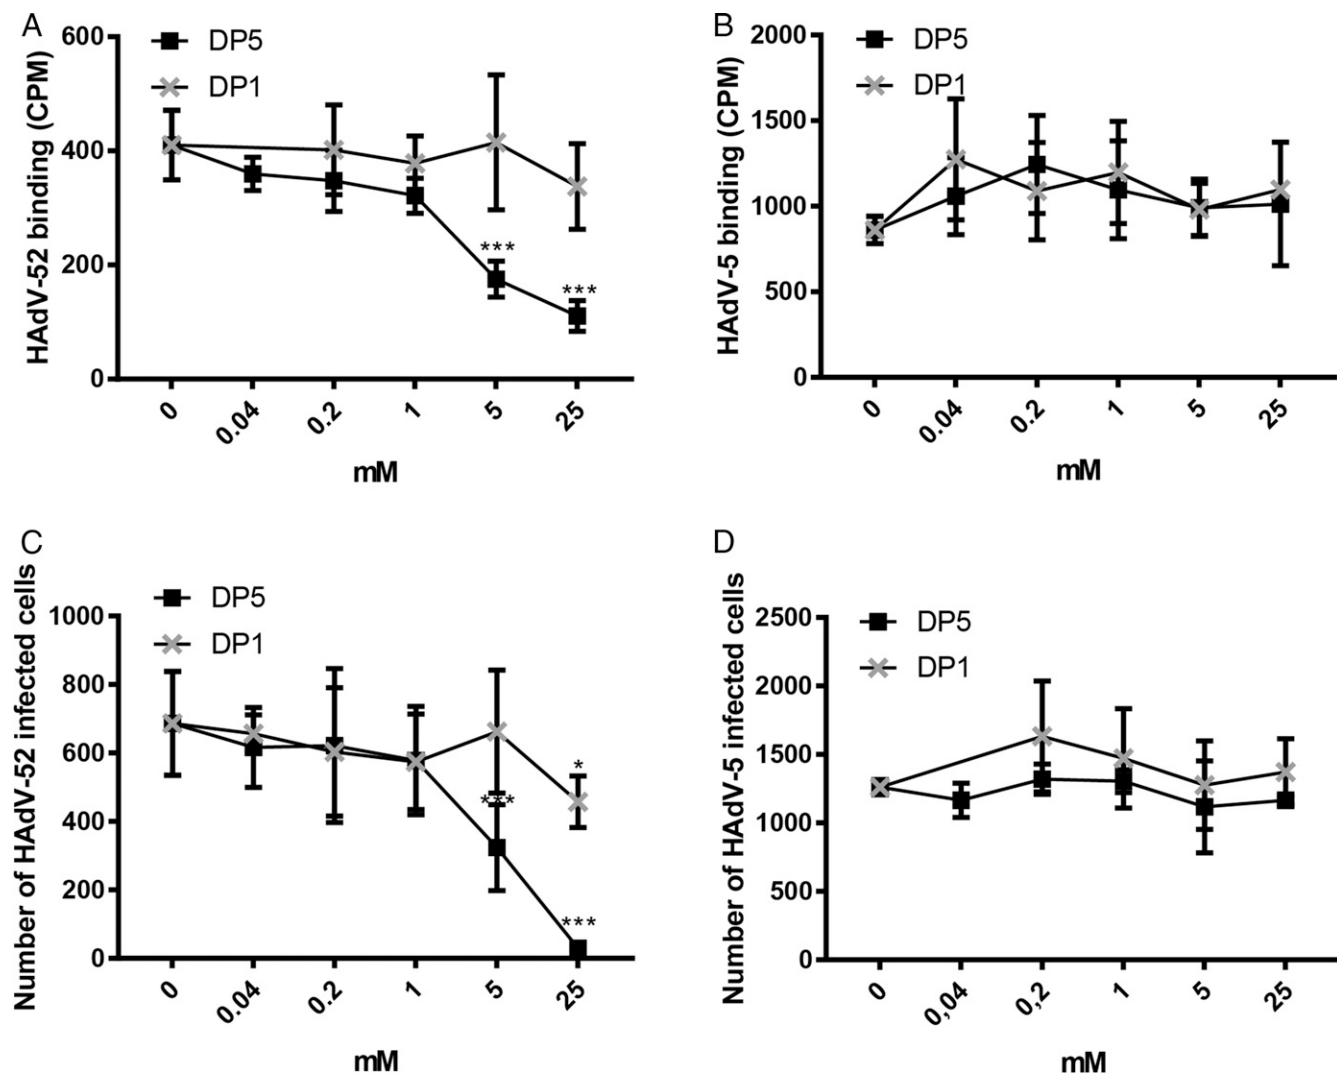 A
HAdV-52 binding (CPM)
600
400
200
0
DP5
DP1
***
***
0
0.04
0.2
1
5
25
mM
B
HAdV-5 binding (CPM)
2000
1500
1000
500
0
DP5
DP1
0
0.04
0.2
1
5
25
mM
C
Number of HAdV-52 infected cells
1000
800
600
400
200
0
DP5
DP1
***
*
***
0
0.04
0.2
1
5
25
mM
D
Number of HAdV-5 infected cells
2500
2000
1500
1000
500
0
DP5
DP1
0
0,04
0,2
1
5
25
mM